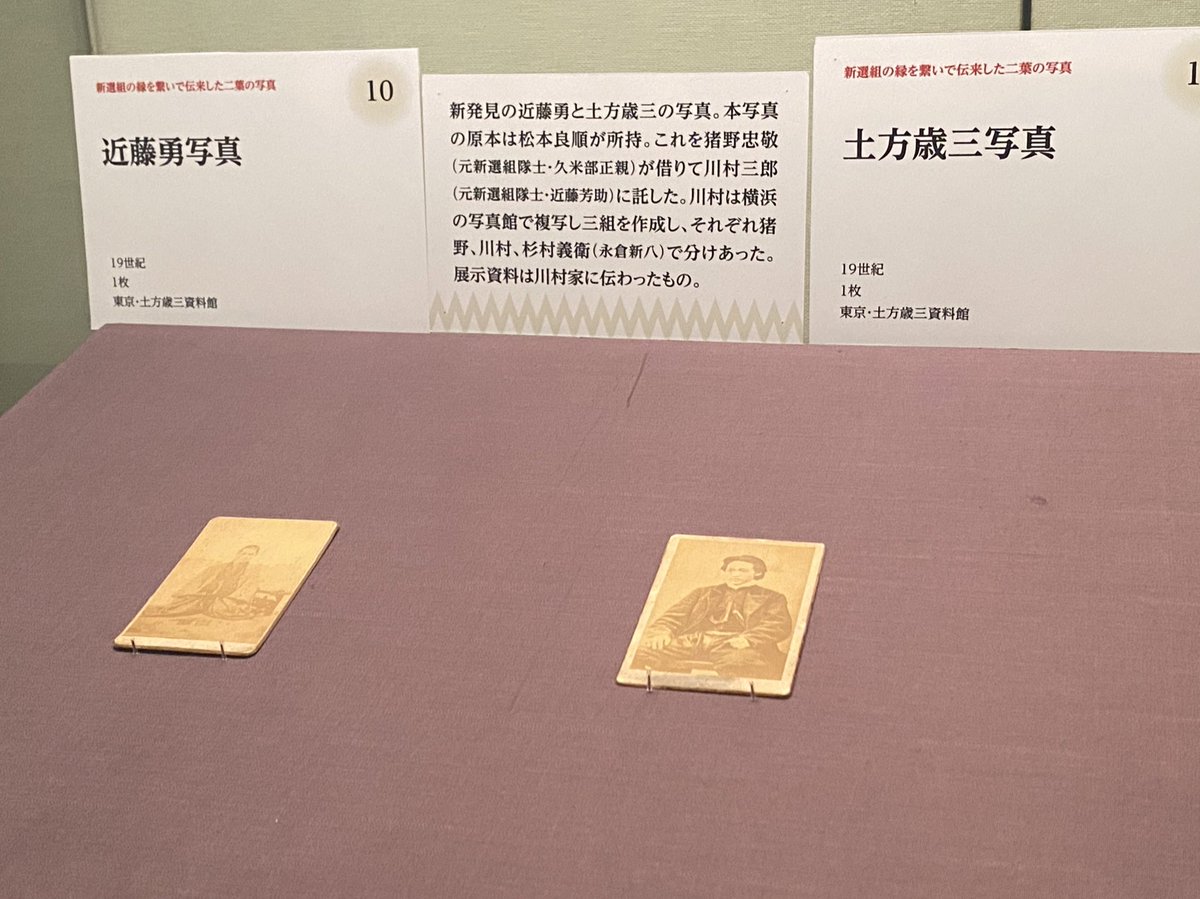 新選組の縁を繋いで伝来した二葉の写真
10
近藤勇写真
19世紀
1枚
東京・土方歳三資料館
新発見の近藤勇と土方歳三の写真。本写真
の原本は松本良順が所持。これを猪野忠敬
(元新選組隊士・久米部正親)が借りて川村三郎
(元新選組隊士・近藤芳助)に託した。川村は横浜
の写真館で複写し三組を作成し、それぞれ猪
野、川村、杉村義衛(永倉新八)で分けあった。
展示資料は川村家に伝わったもの。
新選組の縁を繋いで伝来した二葉の写真
土方歳三写真
19世紀
1枚
東京・土方歳三資料館